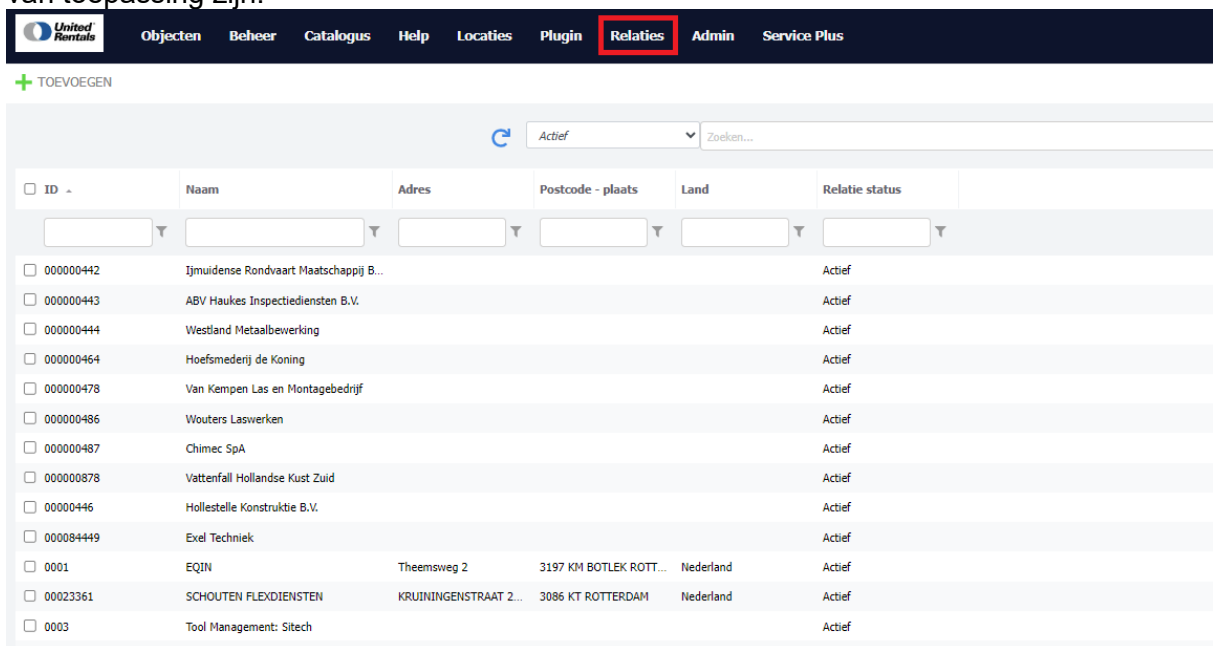 van toepassing zijn.
United Rentals Objecten Beheer Catalogus Help Locaties Plugin Relaties Admin Service Plus
TOEVOEGEN
Actief Zoeken...
ID Naam Adres Postcode - plaats Land Relatie status
000000442 Ijmuidense Rondvaart Maatschappij B... Actief
000000443 ABV Haukes Inspectiediensten B.V. Actief
000000444 Westland Metaalbewerking Actief
000000464 Hoefsmederij de Koning Actief
000000478 Van Kempen Las en Montagebedrijf Actief
000000486 Wouters Laswerken Actief
000000487 Chimec SpA Actief
000000878 Vattenfall Hollandse Kust Zuid Actief
00000446 Hollestelle Konstruktie B.V. Actief
000084449 Exel Techniek Actief
0001 EQIN Theemsweg 2 3197 KM BOTLEK ROTT... Nederland Actief
00023361 SCHOUTEN FLEXDIENSTEN KRUININGENSTRAAT 2... 3086 KT ROTTERDAM Nederland Actief
0003 Tool Management: Sitech Actief